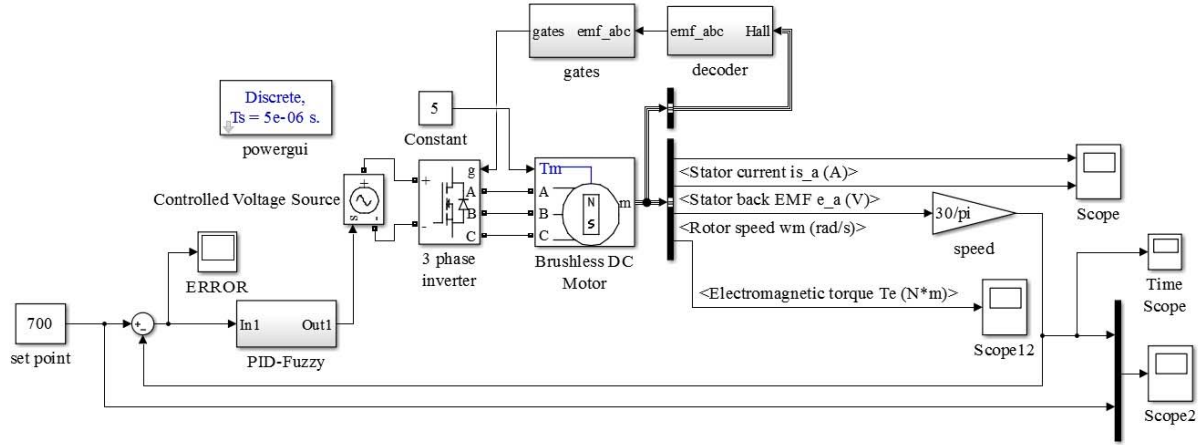 gates emf_abc
gates
emf_abc Hall
decoder
Discrete,
Ts = 5e-06 s.
powergui
5
Constant
Controlled Voltage Source
+
-
s
+
-
g
A
B
C
3 phase
inverter
Tm
A
B
C
m
N
S
Brushless DC
Motor
<Stator current is_a (A)>
<Stator back EMF e_a (V)>
<Rotor speed wm (rad/s)>
<Electromagnetic torque Te (N*m)>
30/pi
speed
Scope
Time
Scope
Scope12
Scope2
ERROR
700
set point
+
-
In1 Out1
PID-Fuzzy